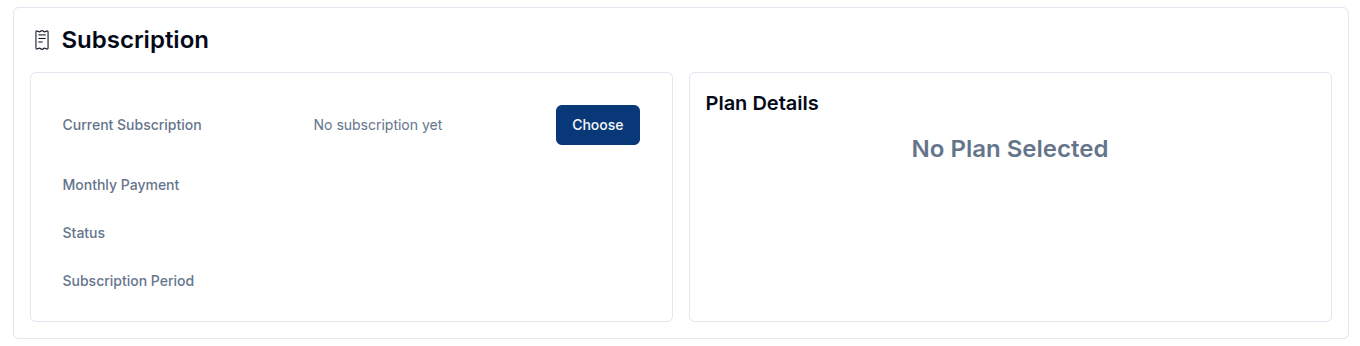 Subscription
Current Subscription No subscription yet Choose
Monthly Payment
Status
Subscription Period
Plan Details
No Plan Selected